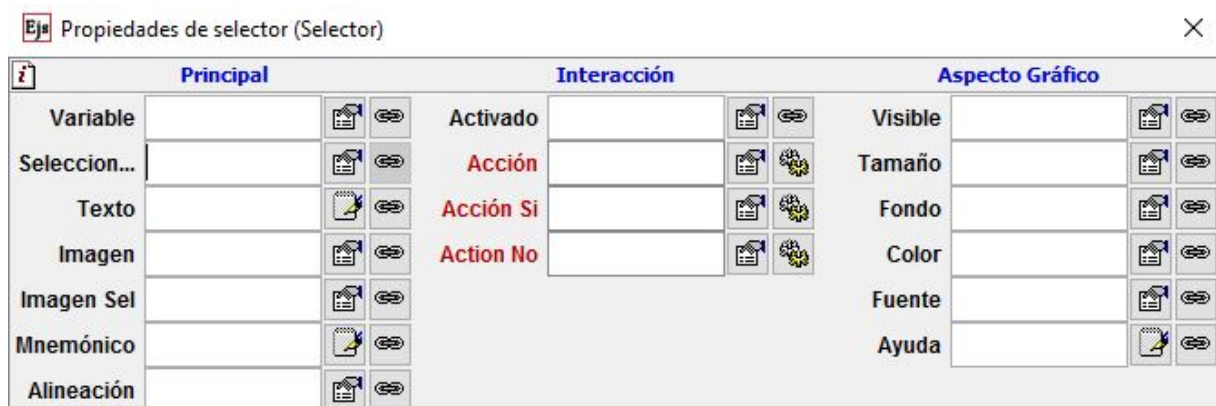 Ejs Propiedades de selector (Selector)
i Principal Interacción Aspecto Gráfico
Variable Activado Visible
Seleccion... Acción Tamaño
Texto Acción Si Fondo
Imagen Action No Color
Imagen Sel Fuente
Mnemónico Ayuda
Alineación